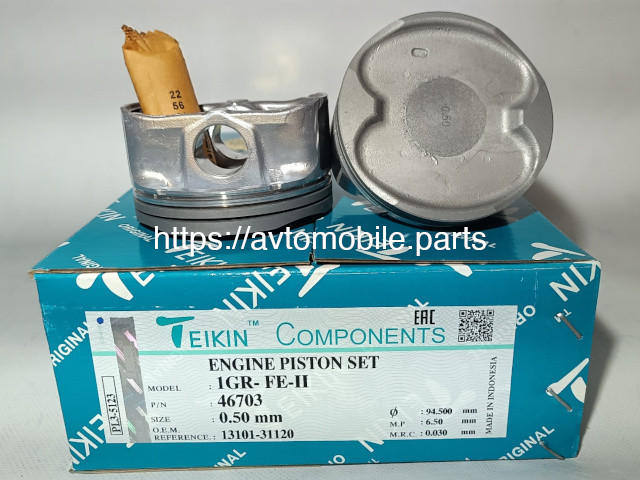 22
56
0.50
https://avtomobile.parts
TEIKIN
ORIGINAL
TEIKIN
ORIGINAL
TEIKIN™ COMPONENTS
EAC
ENGINE PISTON SET
MODEL : 1GR- FE-II
P/N : 46703
SIZE : 0.50 mm
O.E.M. REFERENCE. : 13101-31120
Ø : 94.500 mm
M.P : 6.50 mm
M.R.C. : 0.030 mm
MADE IN INDONESIA
PL3-5123